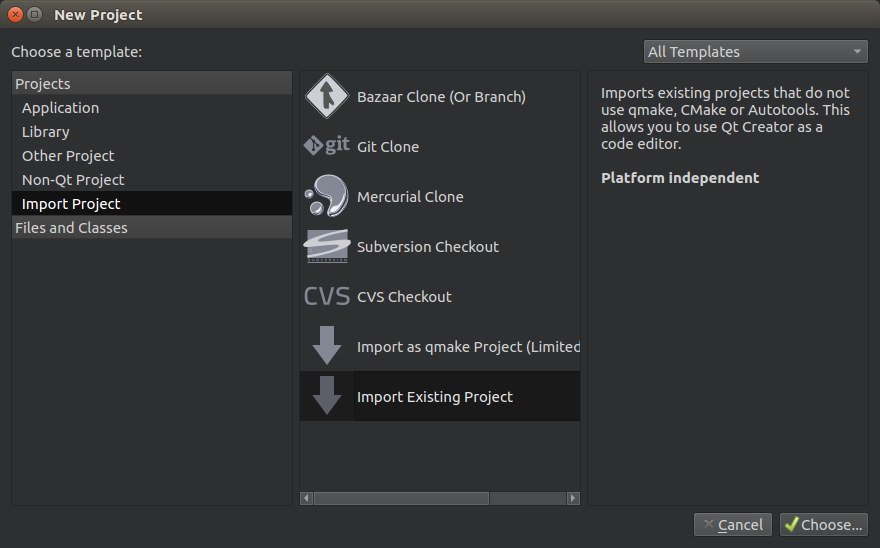 New Project
Choose a template:
All Templates
Projects
Application
Library
Other Project
Non-Qt Project
Import Project
Files and Classes
Bazaar Clone (Or Branch)
git
Git Clone
Mercurial Clone
SUBVERSION
Subversion Checkout
CVS
CVS Checkout
Import as qmake Project (Limited
Import Existing Project
Imports existing projects that do not
use qmake, CMake or Autotools. This
allows you to use Qt Creator as a
code editor.
Platform independent
Cancel
Choose...